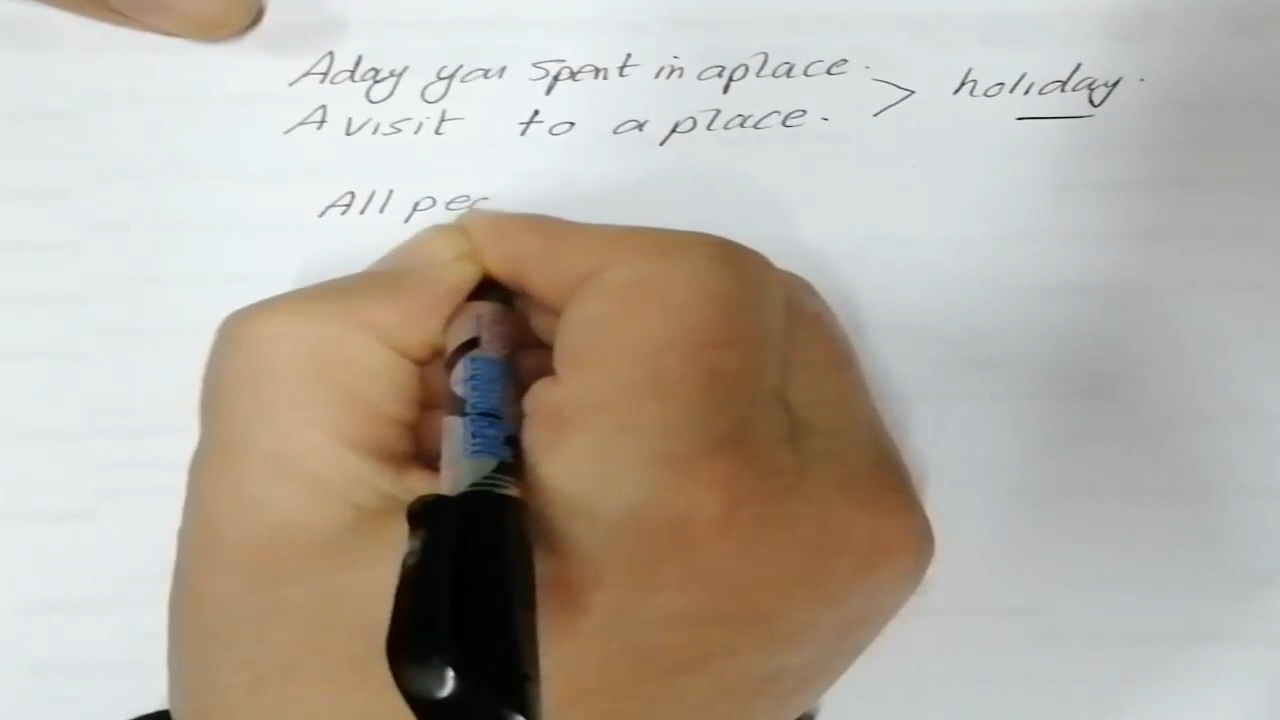 A day you spent in a place. > holiday.
A visit to a place.
All pe